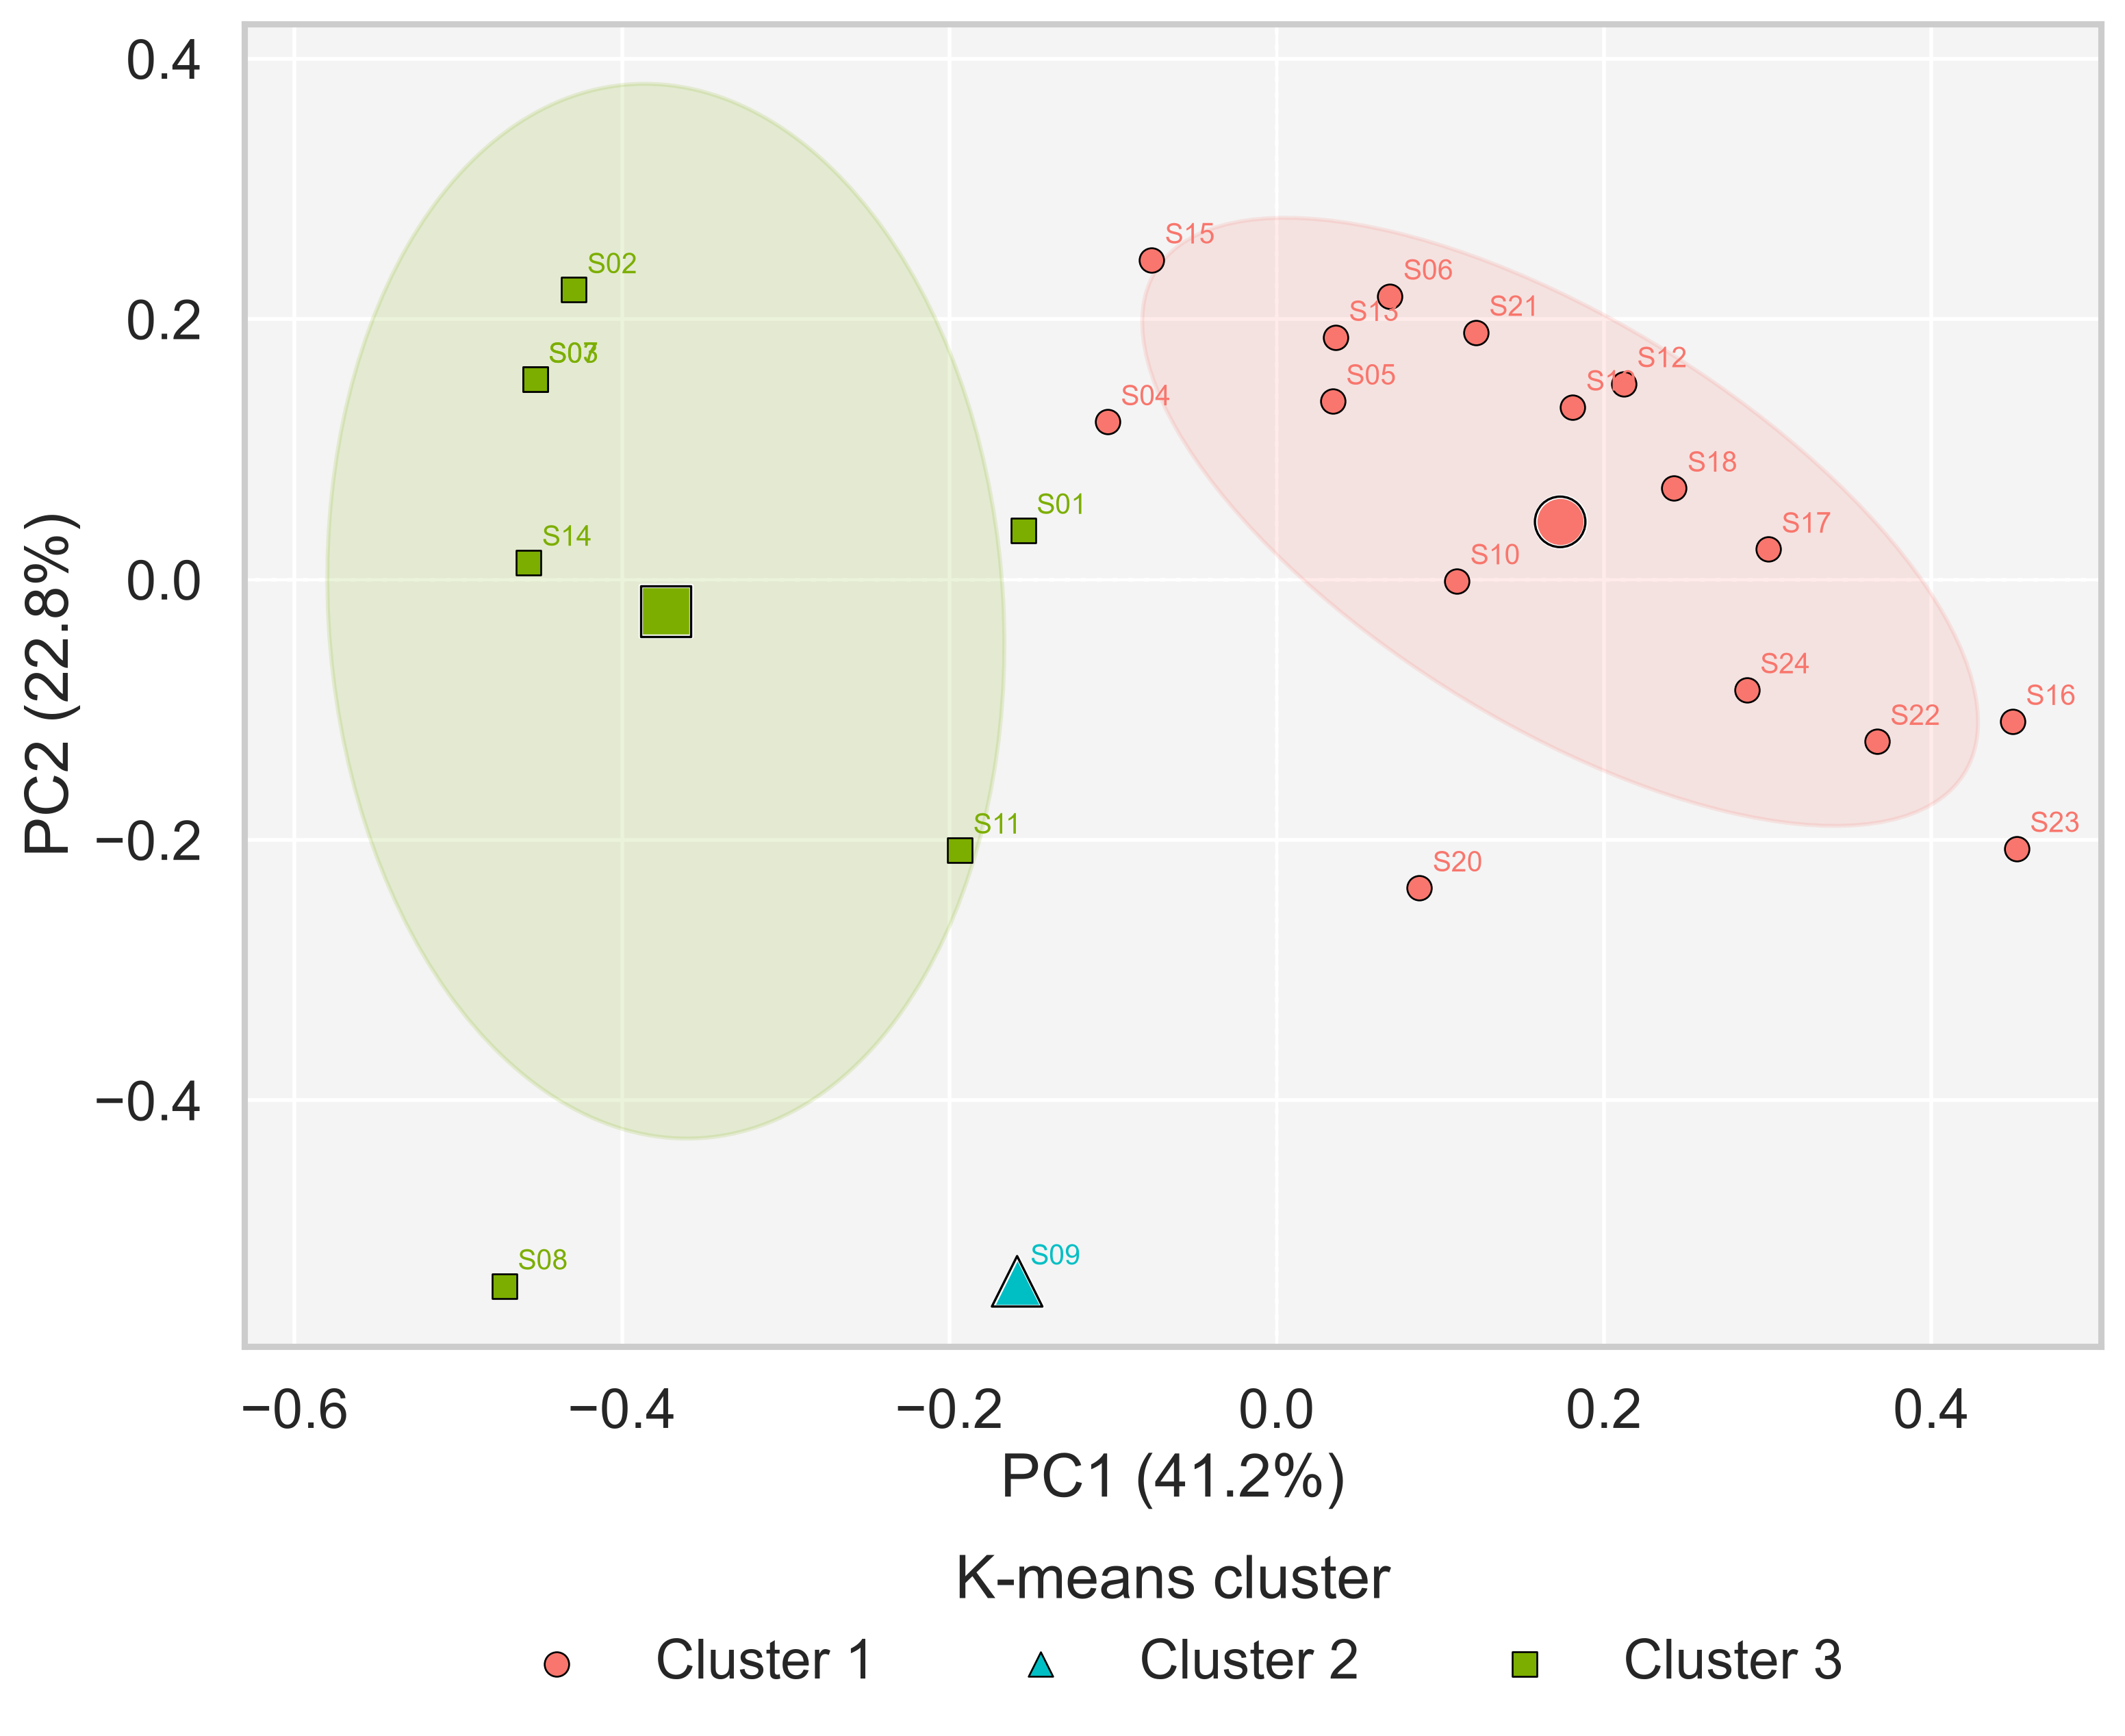 0.4
0.2
0.0
−0.2
−0.4
PC2 (22.8%)
S15
S06
S02
S21
S13
S12
S05
S04
S18
S01
S17
S14
S10
S24
S16
S22
S11
S23
S20
S09
S08
−0.6 −0.4 −0.2 0.0 0.2 0.4
PC1 (41.2%)
K-means cluster
Cluster 1 Cluster 2 Cluster 3